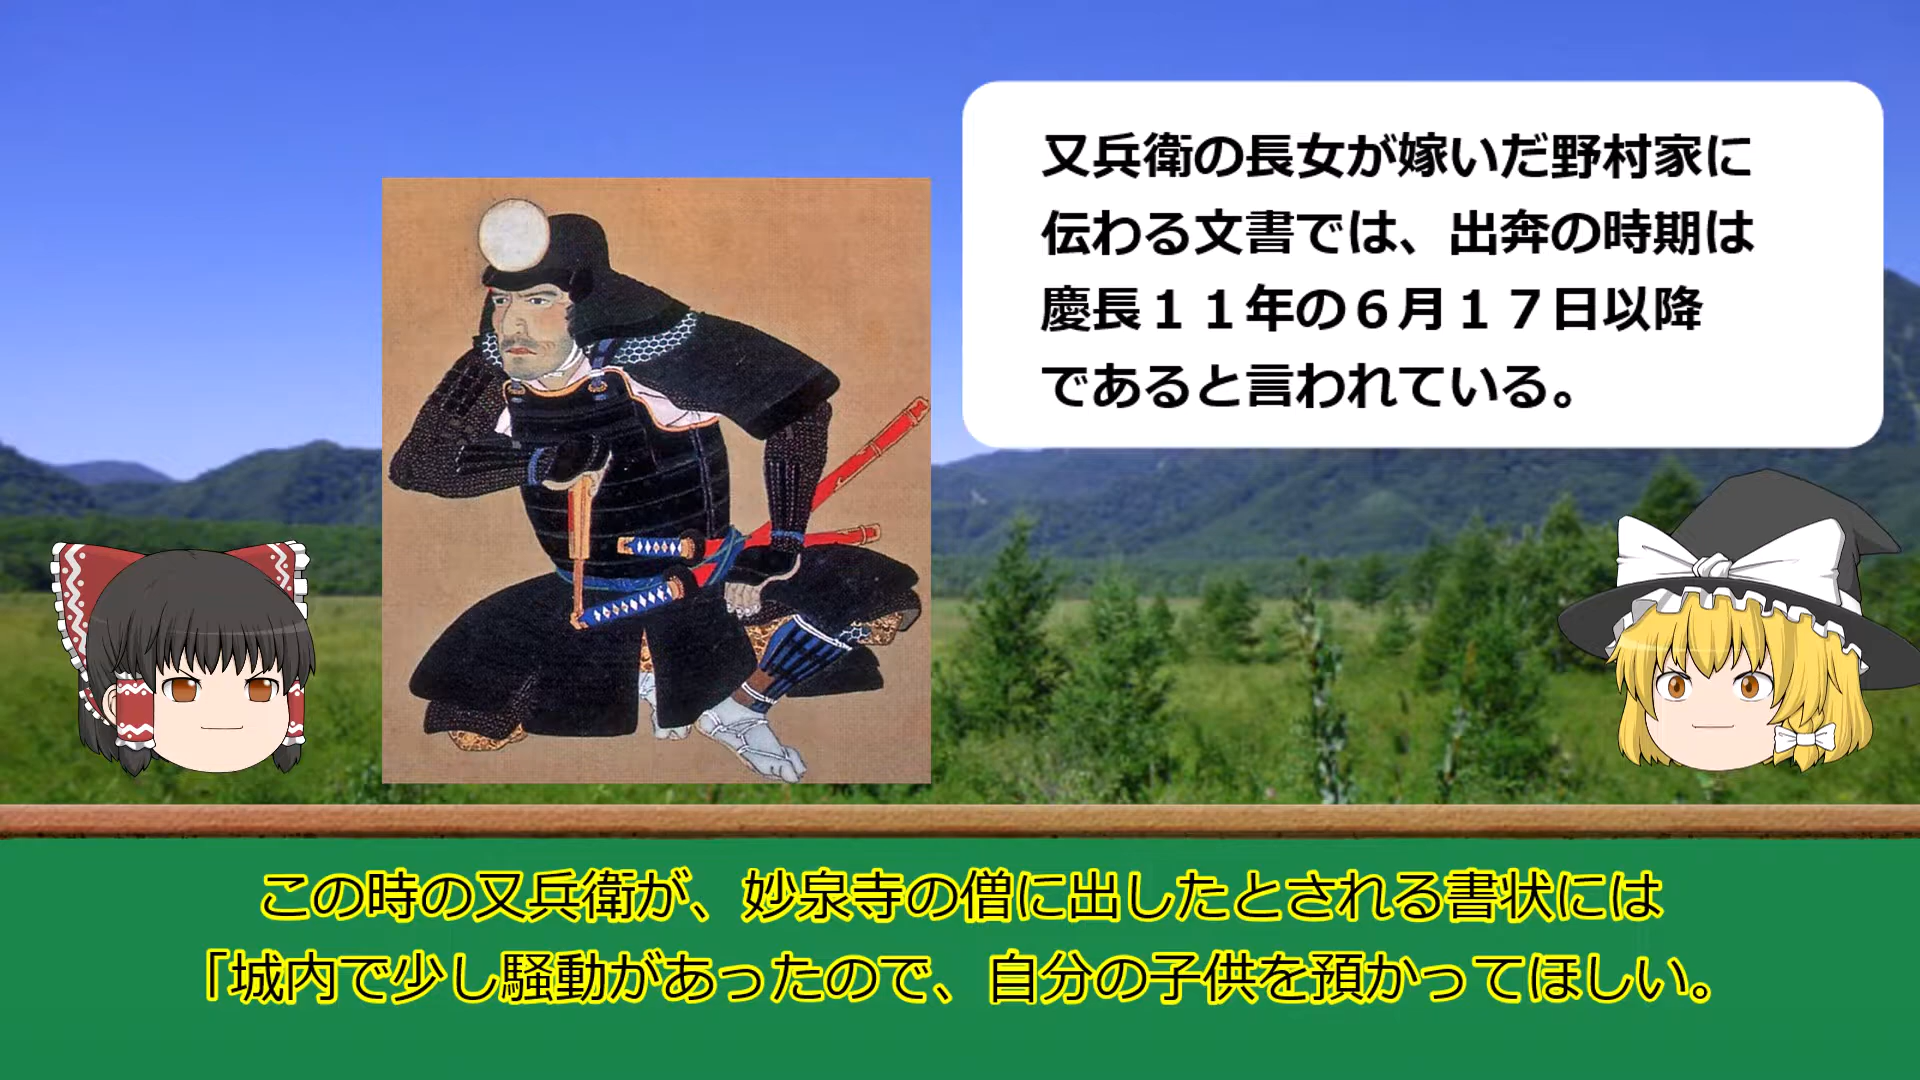 又兵衛の長女が嫁いだ野村家に
伝わる文書では、出奔の時期は
慶長１１年の６月１７日以降
であると言われている。
この時の又兵衛が、妙泉寺の僧に出したとされる書状には
「城内で少し騒動があったので、自分の子供を預かってほしい。